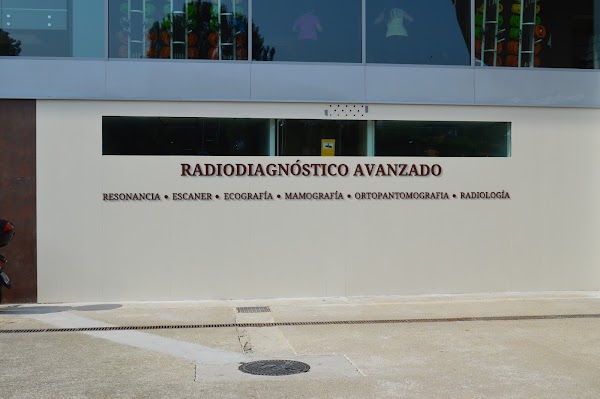 RADIODIAGNÓSTICO AVANZADO
RESONANCIA • ESCANER • ECOGRAFÍA • MAMOGRAFÍA • ORTOPANTOMOGRAFIA • RADIOLOGÍA